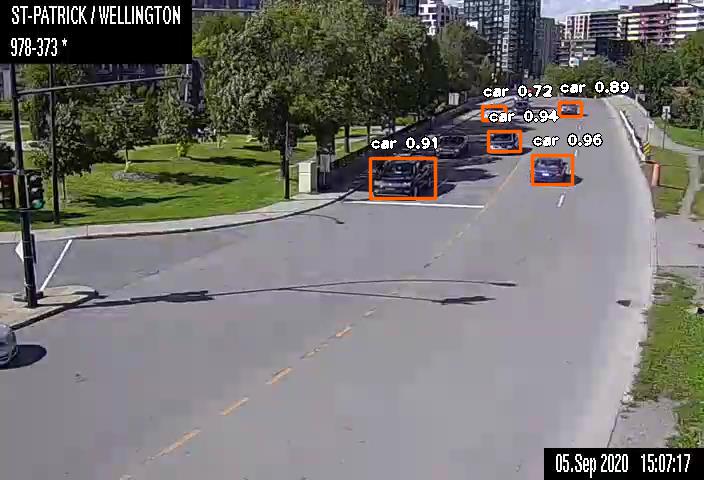 ST-PATRICK / WELLINGTON
978-373 *
car 0.72
car 0.89
car 0.94
car 0.91
car 0.96
05.Sep 2020 15:07:17